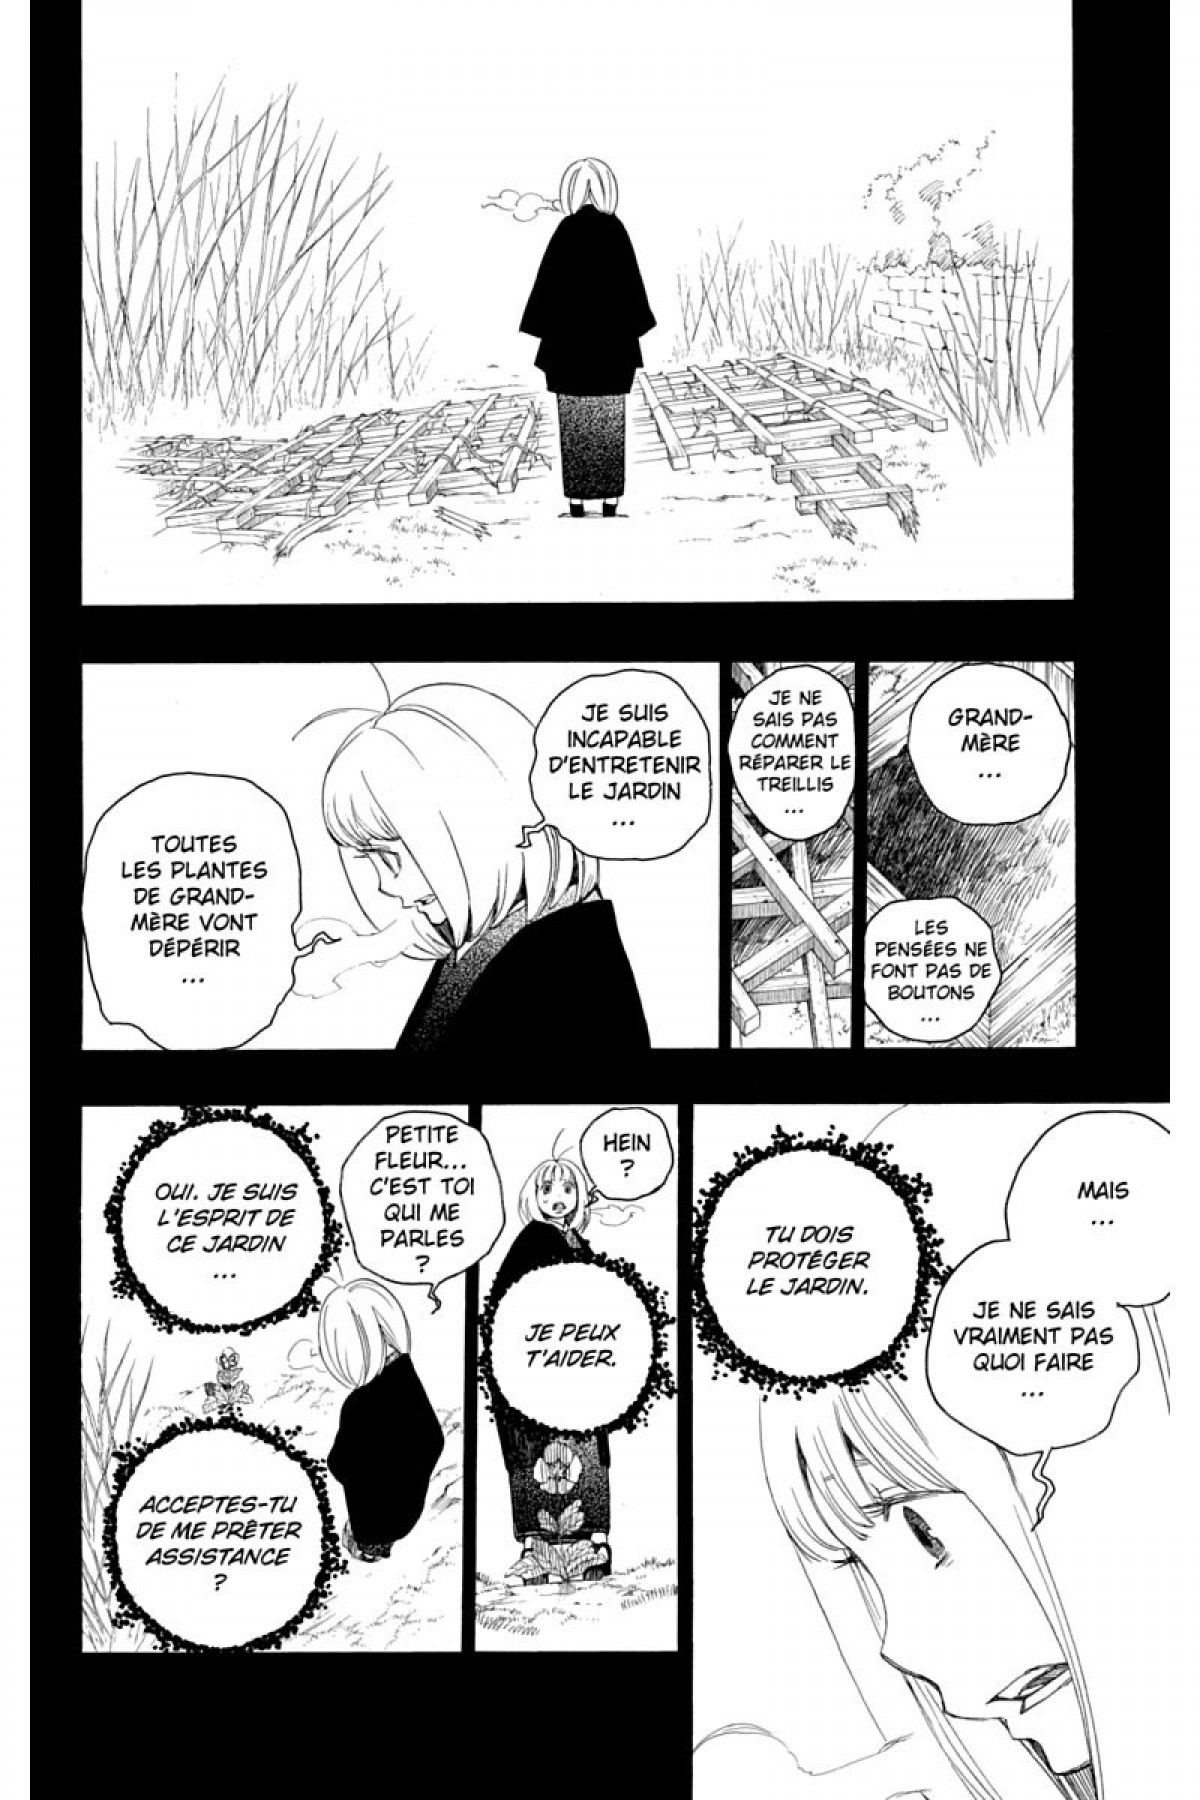 GRAND-
MÈRE
...
LES
PENSÉES NE
FONT PAS DE
BOUTONS
...
JE NE
SAIS PAS
COMMENT
RÉPARER LE
TREILLIS
...
JE SUIS
INCAPABLE
D'ENTRETENIR
LE JARDIN
...
TOUTES
LES PLANTES
DE GRAND-
MÈRE VONT
DÉPÉRIR
...
MAIS
...
JE NE SAIS
VRAIMENT PAS
QUOI FAIRE
...
TU DOIS
PROTÉGER
LE JARDIN.
HEIN
?
JE PEUX
T'AIDER.
PETITE
FLEUR...
C'EST TOI
QUI ME
PARLES
?
OUI. JE SUIS
L'ESPRIT DE
CE JARDIN
...
ACCEPTES-TU
DE ME PRÊTER
ASSISTANCE
?